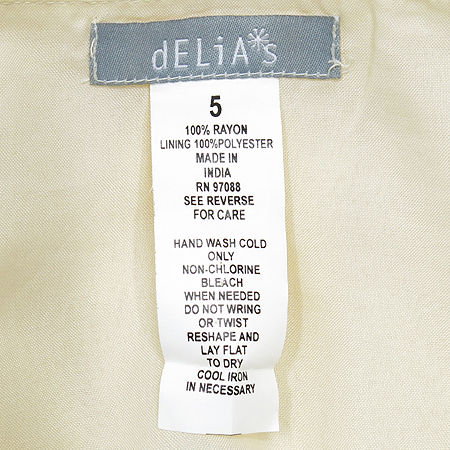 dELiA*s
5
100% RAYON
LINING 100%POLYESTER
MADE IN
INDIA
RN 97088
SEE REVERSE
FOR CARE
HAND WASH COLD
ONLY
NON-CHLORINE
BLEACH
WHEN NEEDED
DO NOT WRING
OR TWIST
RESHAPE AND
LAY FLAT
TO DRY
COOL IRON
IN NECESSARY